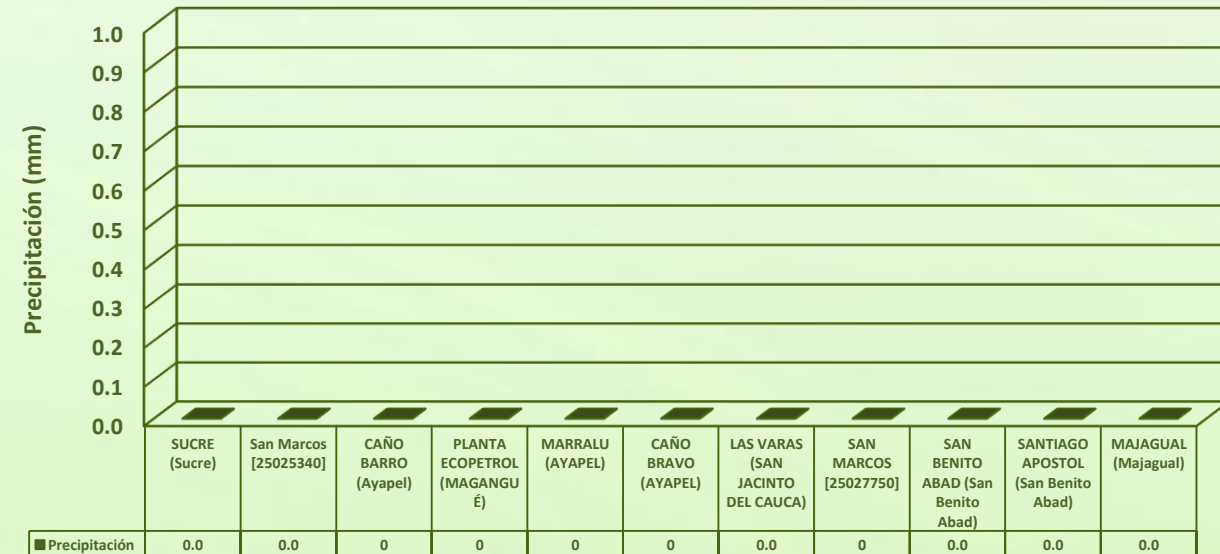 Precipitación (mm)
1.0
0.9
0.8
0.7
0.6
0.5
0.4
0.3
0.2
0.1
0.0
SUCRE
(Sucre)
San Marcos
[25025340]
CAÑO
BARRO
(Ayapel)
PLANTA
ECOPETROL
(MAGANGU
É)
MARRALU
(AYAPEL)
CAÑO
BRAVO
(AYAPEL)
LAS VARAS
(SAN
JACINTO
DEL CAUCA)
SAN
MARCOS
[25027750]
SAN
BENITO
ABAD (San
Benito
Abad)
SANTIAGO
APOSTOL
(San Benito
Abad)
MAJAGUAL
(Majagual)
Precipitación 0.0 0.0 0 0 0 0 0.0 0 0.0 0.0 0.0